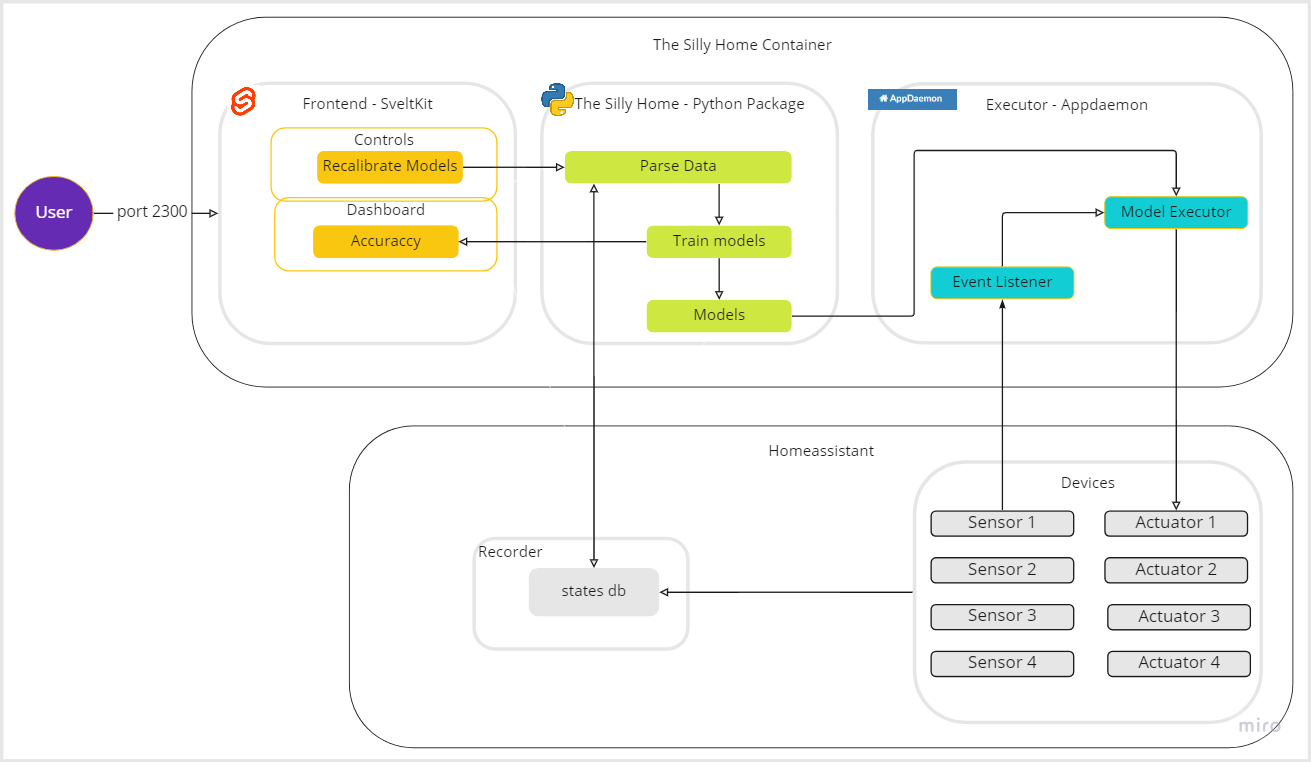 The Silly Home Container
Frontend - SveltKit
The Silly Home - Python Package
AppDaemon
Executor - Appdaemon
Controls
Recalibrate Models
Parse Data
User
port 2300
Dashboard
Accuraccy
Train models
Models
Model Executor
Event Listener
Homeassistant
Devices
Sensor 1
Actuator 1
Sensor 2
Actuator 2
Sensor 3
Actuator 3
Sensor 4
Actuator 4
Recorder
states db
miro